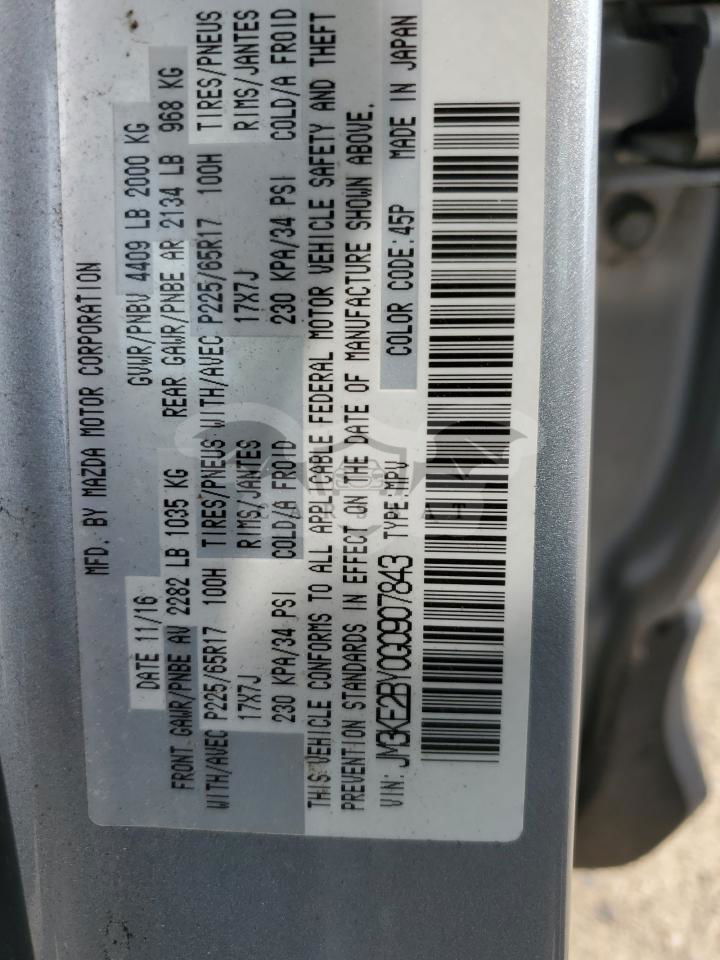 MFD. BY MAZDA MOTOR CORPORATION
DATE 11/16 GVWR/PNBV 4409 LB 2000 KG
FRONT GAWR/PNBE AV 2282 LB 1035 KG REAR GAWR/PNBE AR 2134 LB 968 KG
WITH/AVEC P225/65R17 100H TIRES/PNEUS WITH/AVEC P225/65R17 100H TIRES/PNEUS
17X7J RIMS/JANTES 17X7J RIMS/JANTES
230 KPA/34 PSI COLD/A FROID 230 KPA/34 PSI COLD/A FROID
THIS VEHICLE CONFORMS TO ALL APPLICABLE FEDERAL MOTOR VEHICLE SAFETY AND THEFT
PREVENTION STANDARDS IN EFFECT ON THE DATE OF MANUFACTURE SHOWN ABOVE.
VIN: JM3KE2BY0G0907843 TYPE:MPV COLOR CODE:45P MADE IN JAPAN